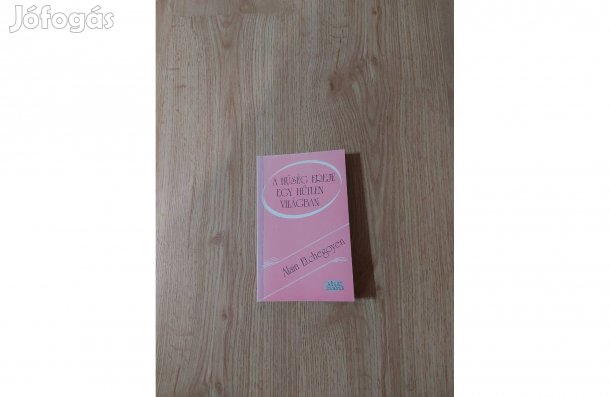 Jófogás
A HŰSÉG EREJE
EGY HŰTLEN
VILÁGBAN
Alain Etchegoyen